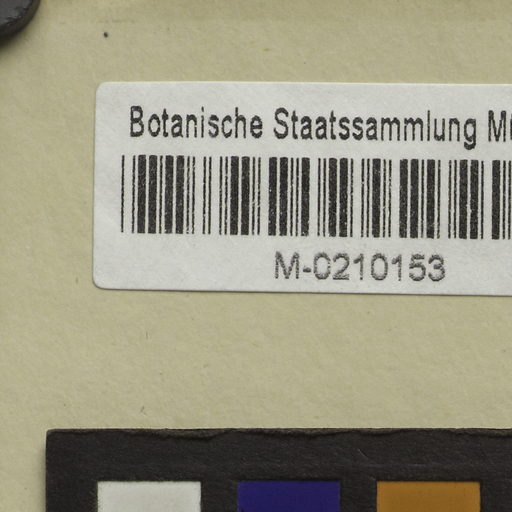 Botanische Staatssammlung
M-0210153